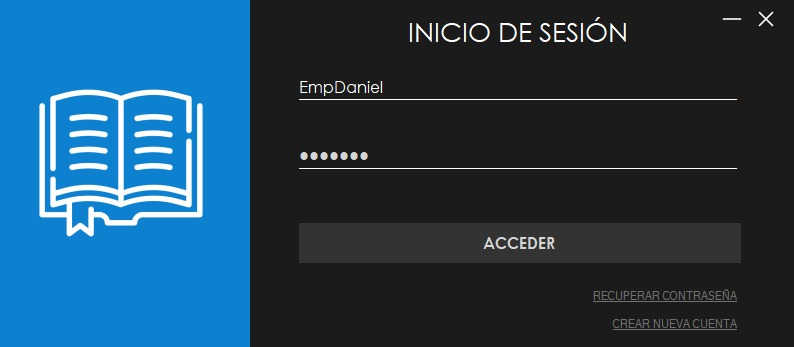 INICIO DE SESIÓN
EmpDaniel
●●●●●●●
ACCEDER
RECUPERAR CONTRASEÑA
CREAR NUEVA CUENTA